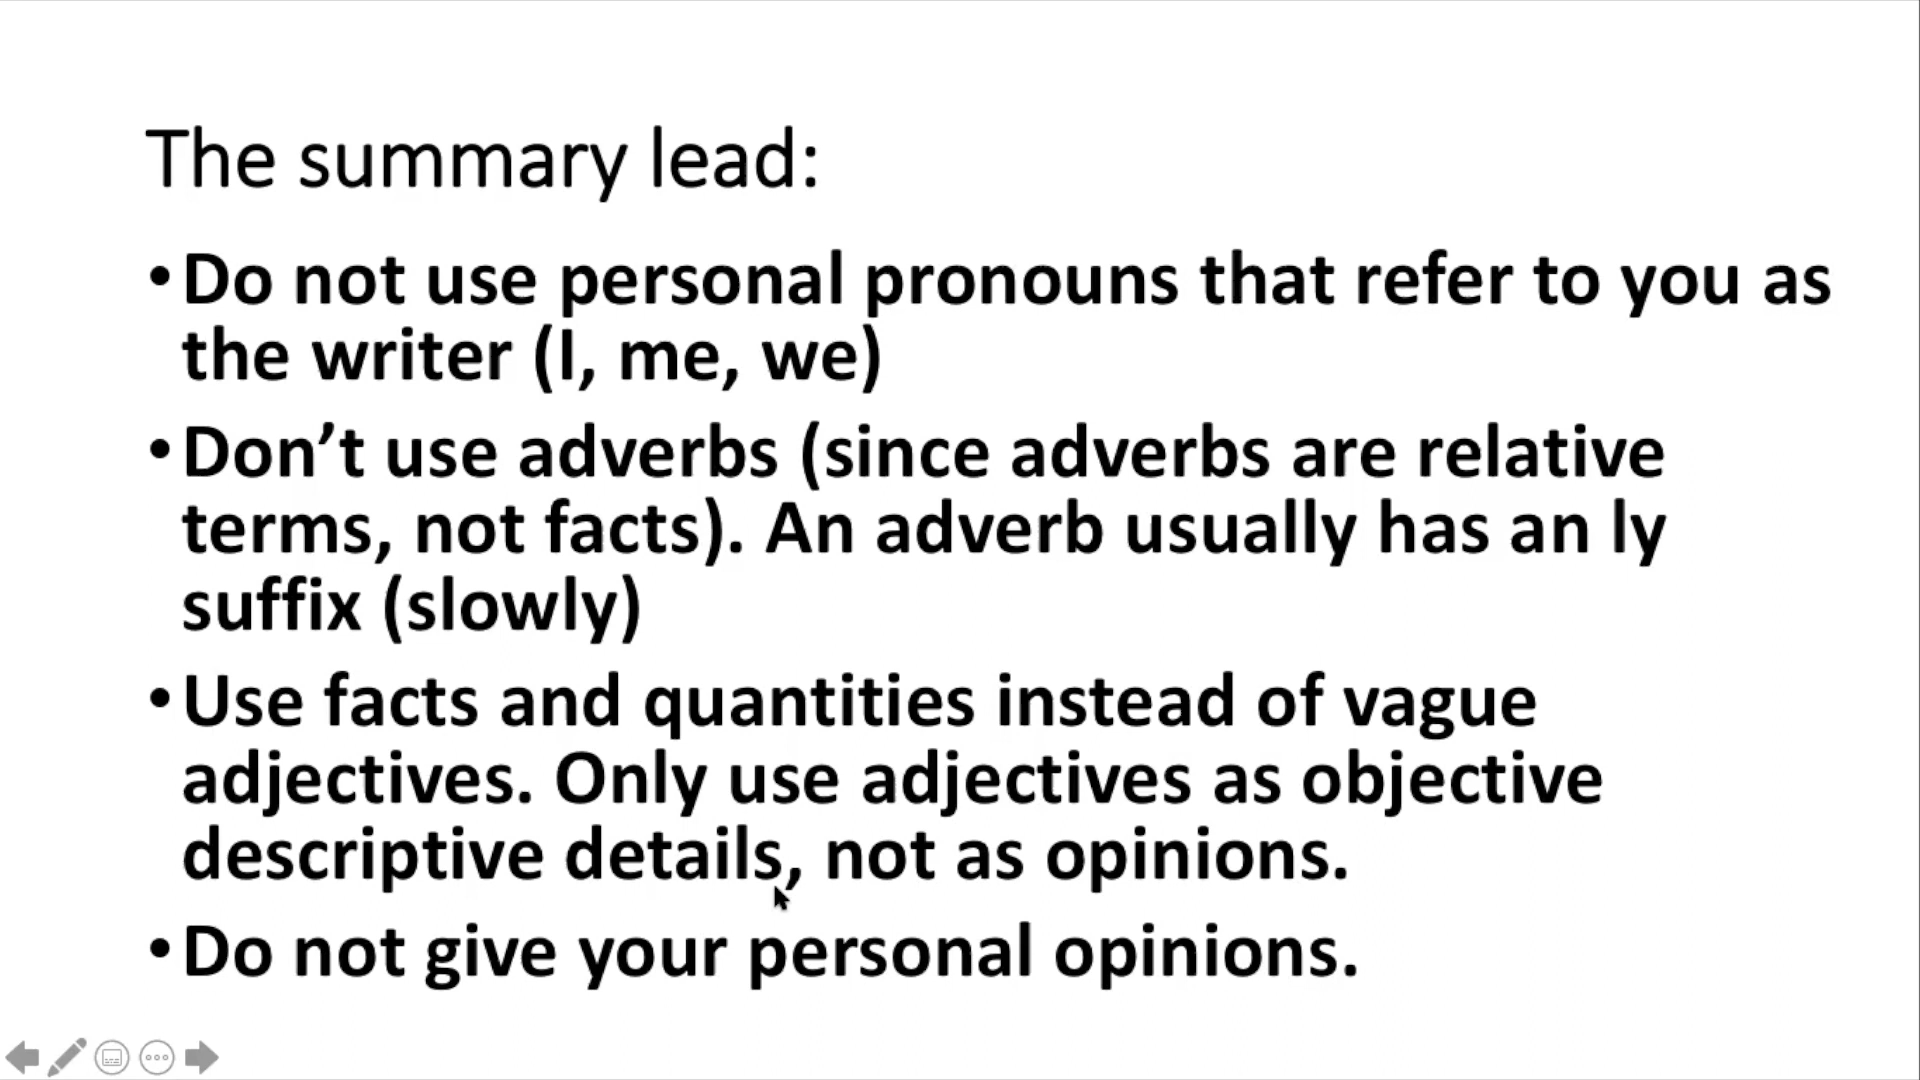 The summary lead:
•Do not use personal pronouns that refer to you as
the writer (I, me, we)
•Don’t use adverbs (since adverbs are relative
terms, not facts). An adverb usually has an ly
suffix (slowly)
•Use facts and quantities instead of vague
adjectives. Only use adjectives as objective
descriptive details, not as opinions.
•Do not give your personal opinions.